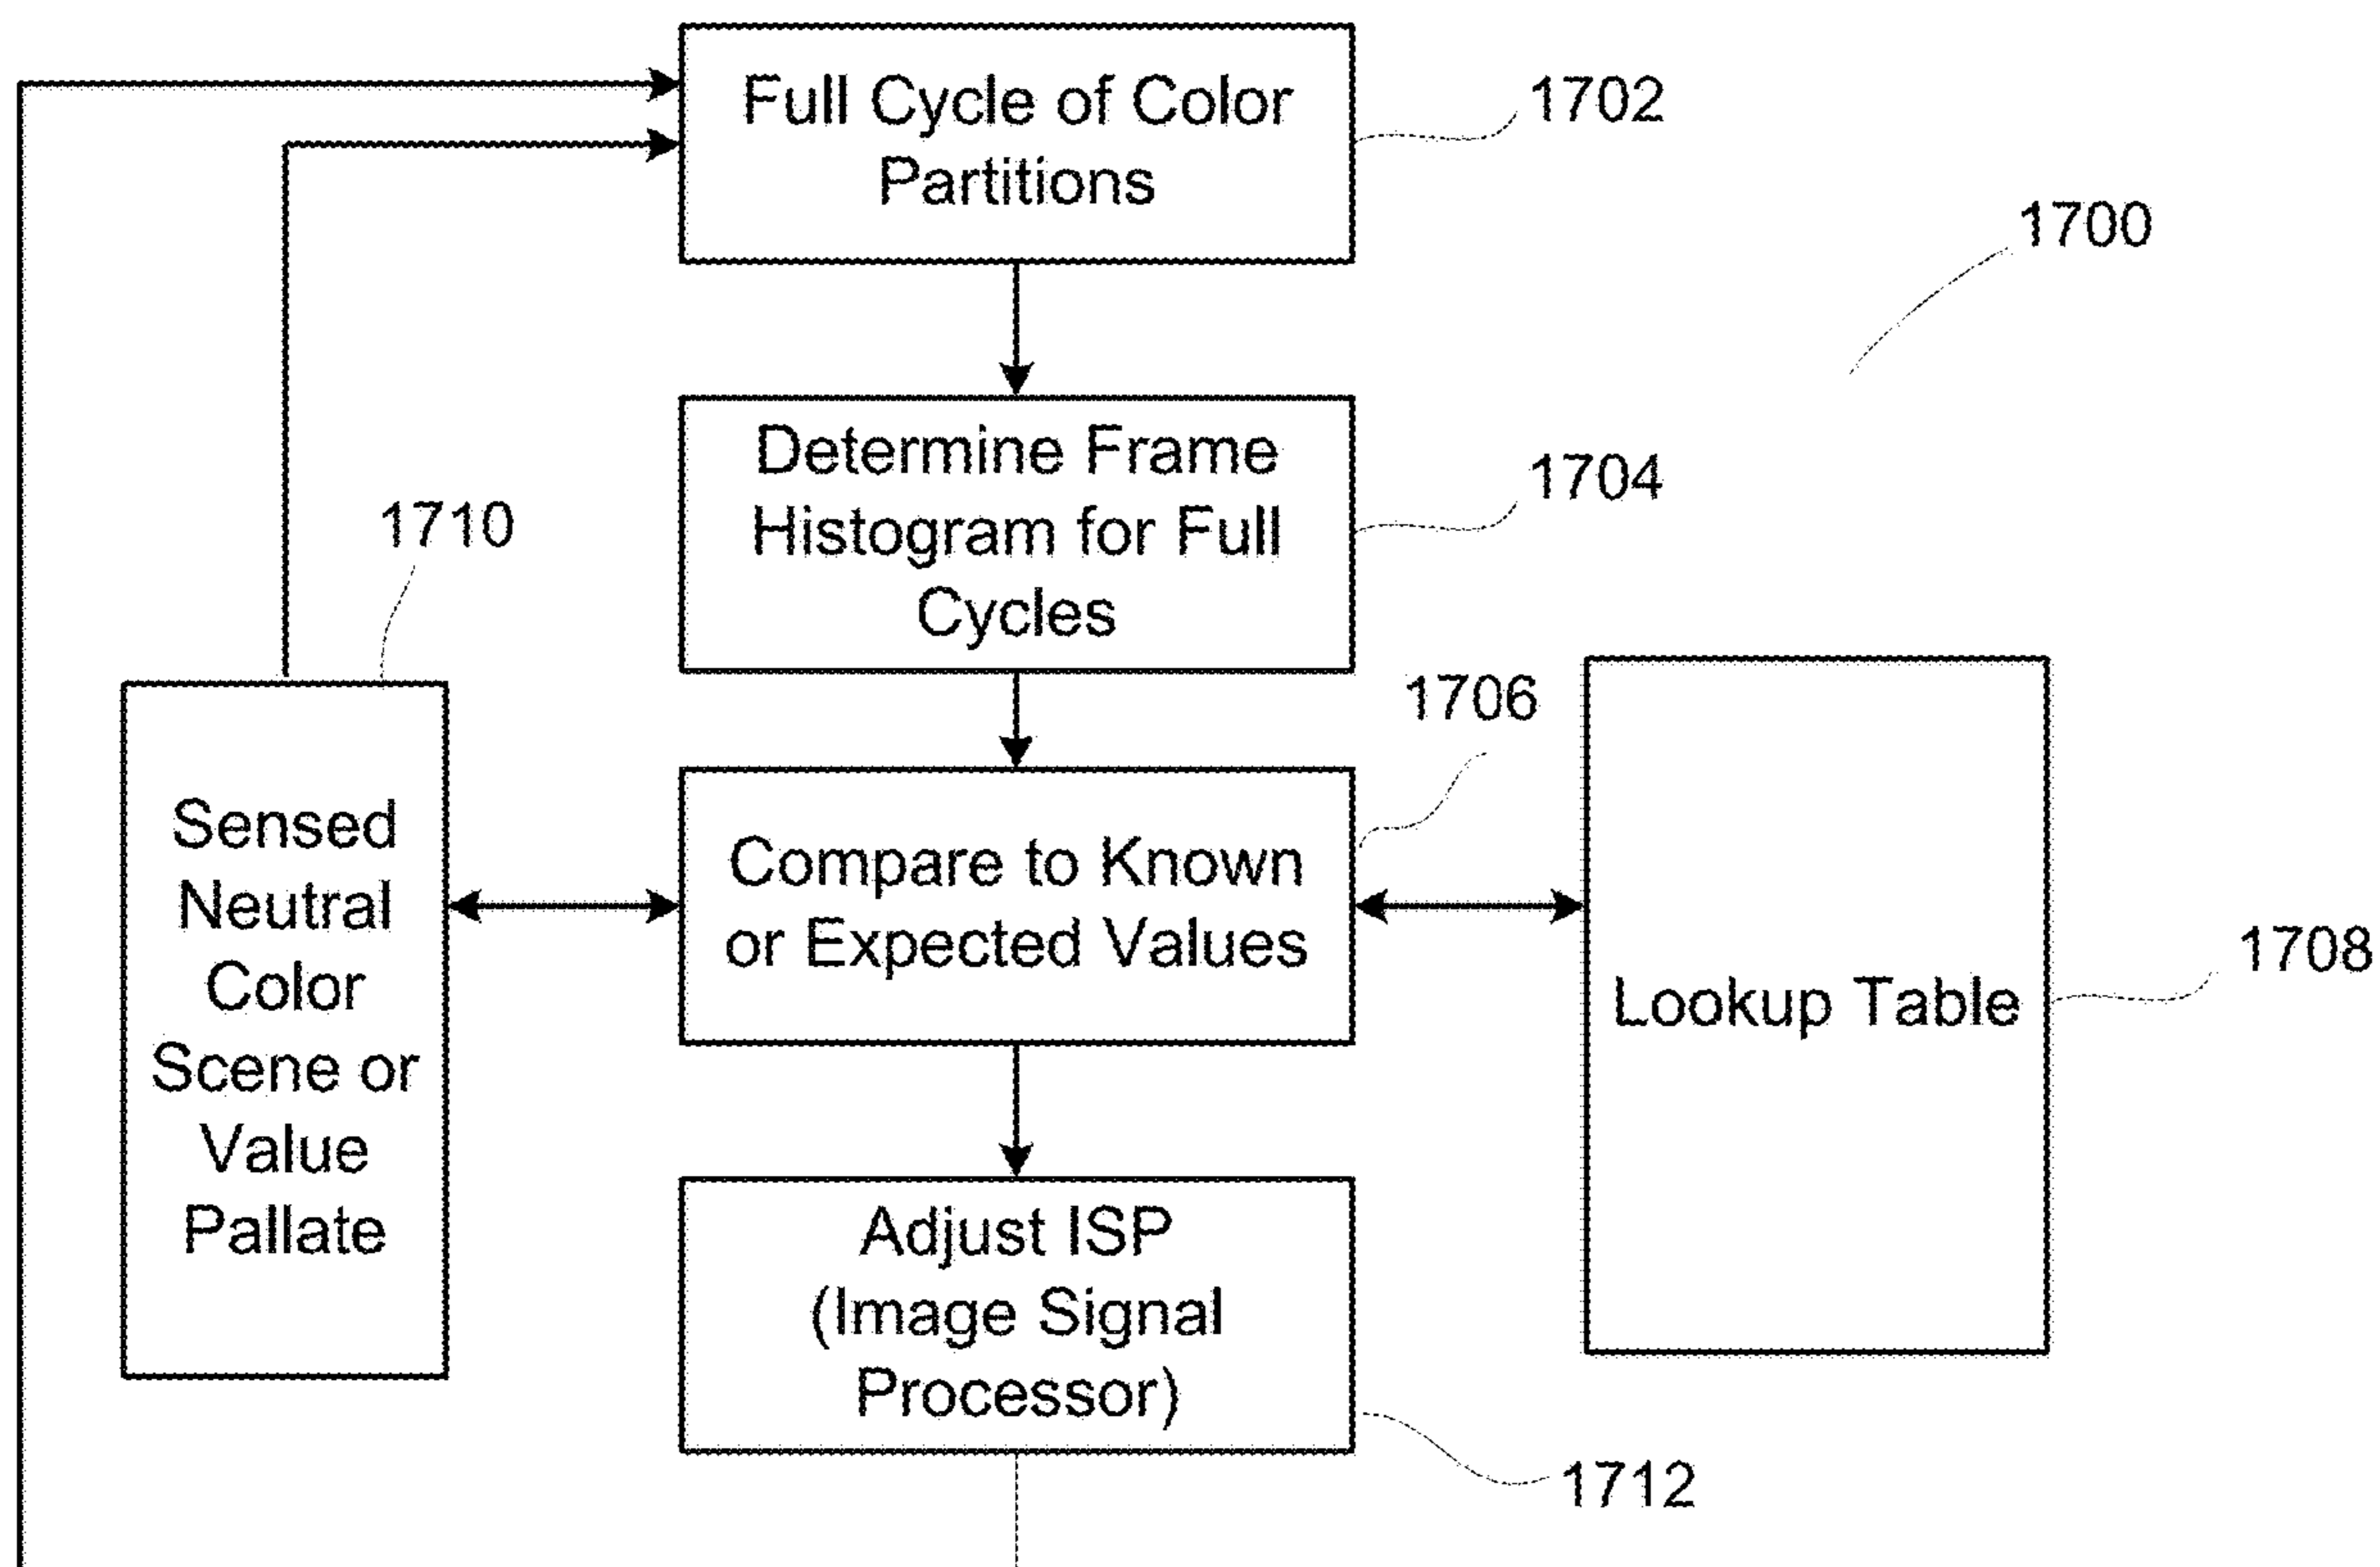 Full Cycle of Color
Partitions
1702
1700
Determine Frame
Histogram for Full
Cycles
1704
1710
1706
Sensed
Neutral
Color
Scene or
Value
Pallate
Compare to Known
or Expected Values
Lookup Table
1708
Adjust ISP
(Image Signal
Processor)
1712